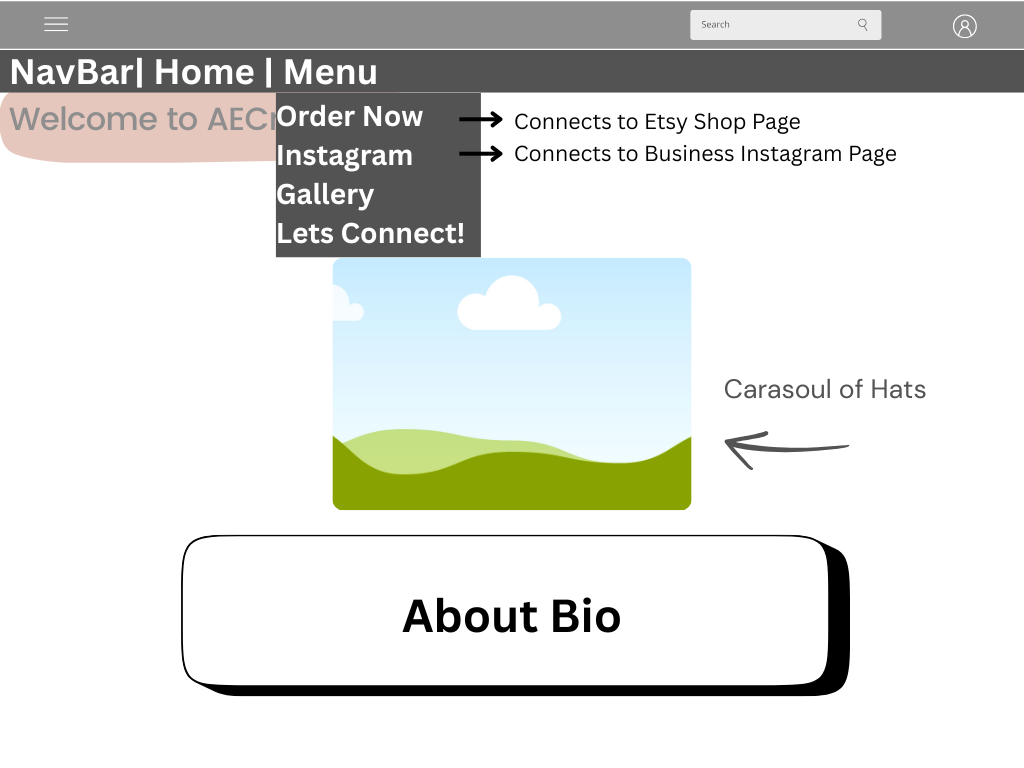 Search
NavBar| Home | Menu
Welcome to AEC
Order Now
Connects to Etsy Shop Page
Instagram
Connects to Business Instagram Page
Gallery
Lets Connect!
Carasoul of Hats
About Bio